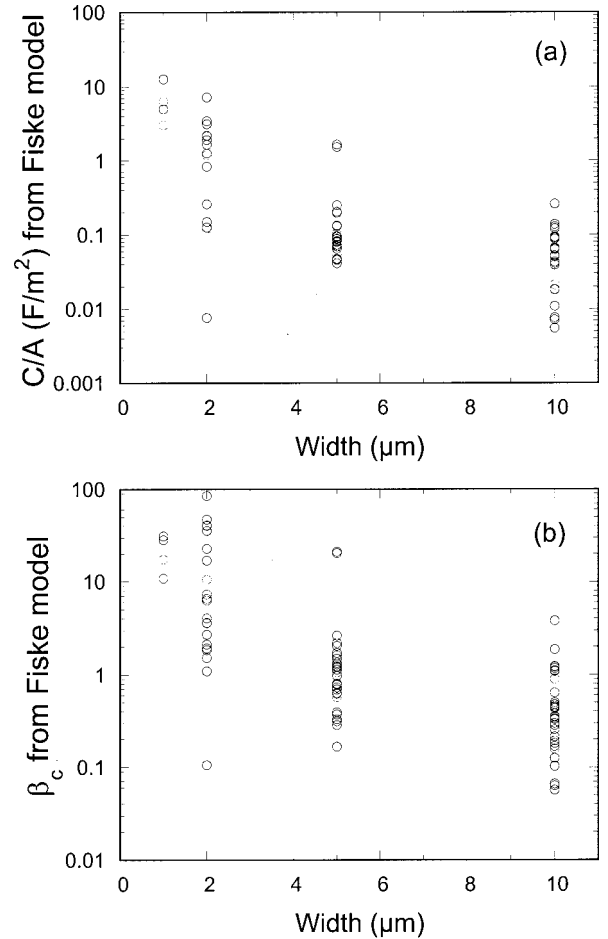 100
10
1
0.1
0.01
0.001
C/A (F/m²) from Fiske model
(a)
0 2 4 6 8 10
Width (μm)
100
10
1
0.1
0.01
βc from Fiske model
(b)
0 2 4 6 8 10
Width (μm)